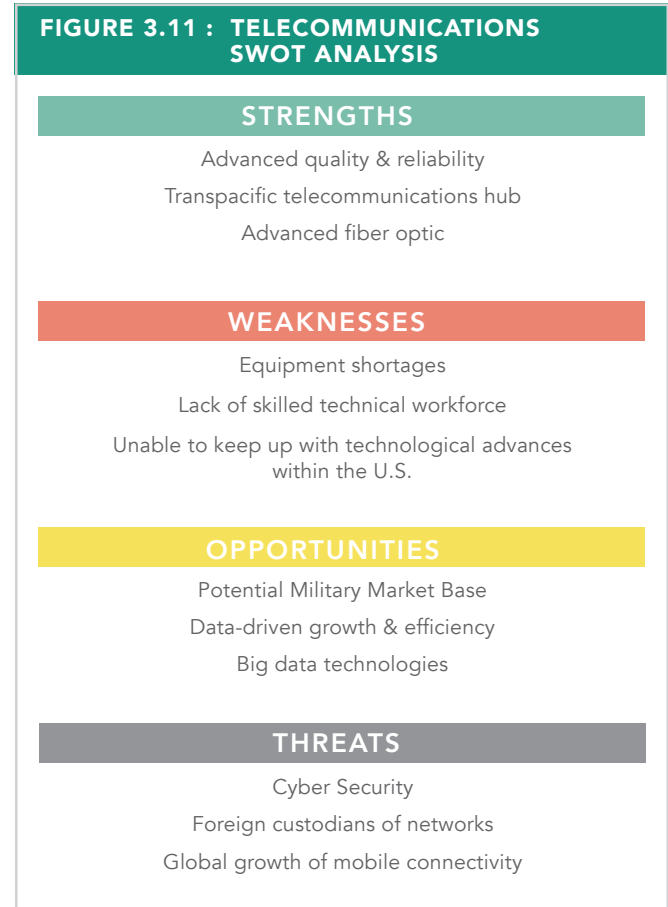 FIGURE 3.11 : TELECOMMUNICATIONS
SWOT ANALYSIS
STRENGTHS
Advanced quality & reliability
Transpacific telecommunications hub
Advanced fiber optic
WEAKNESSES
Equipment shortages
Lack of skilled technical workforce
Unable to keep up with technological advances
within the U.S.
OPPORTUNITIES
Potential Military Market Base
Data-driven growth & efficiency
Big data technologies
THREATS
Cyber Security
Foreign custodians of networks
Global growth of mobile connectivity